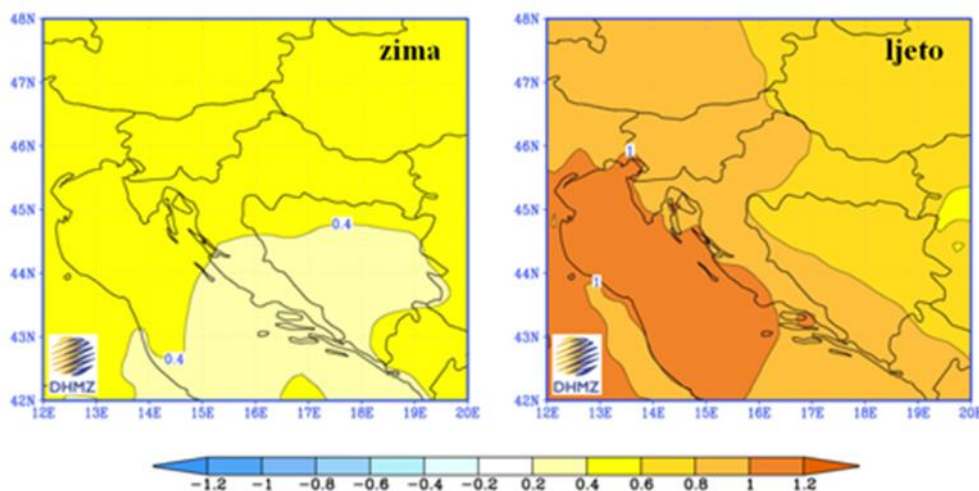 zima
48N
47N
46N
45N
44N
43N
42N
0.4
0.4
DHMZ
12E 13E 14E 15E 16E 17E 18E 19E 20E
ljeto
48N
47N
46N
45N
44N
43N
42N
1
1
DHMZ
12E 13E 14E 15E 16E 17E 18E 19E 20E
-1.2 -1 -0.8 -0.6 -0.4 -0.2 0.2 0.4 0.6 0.8 1 1.2